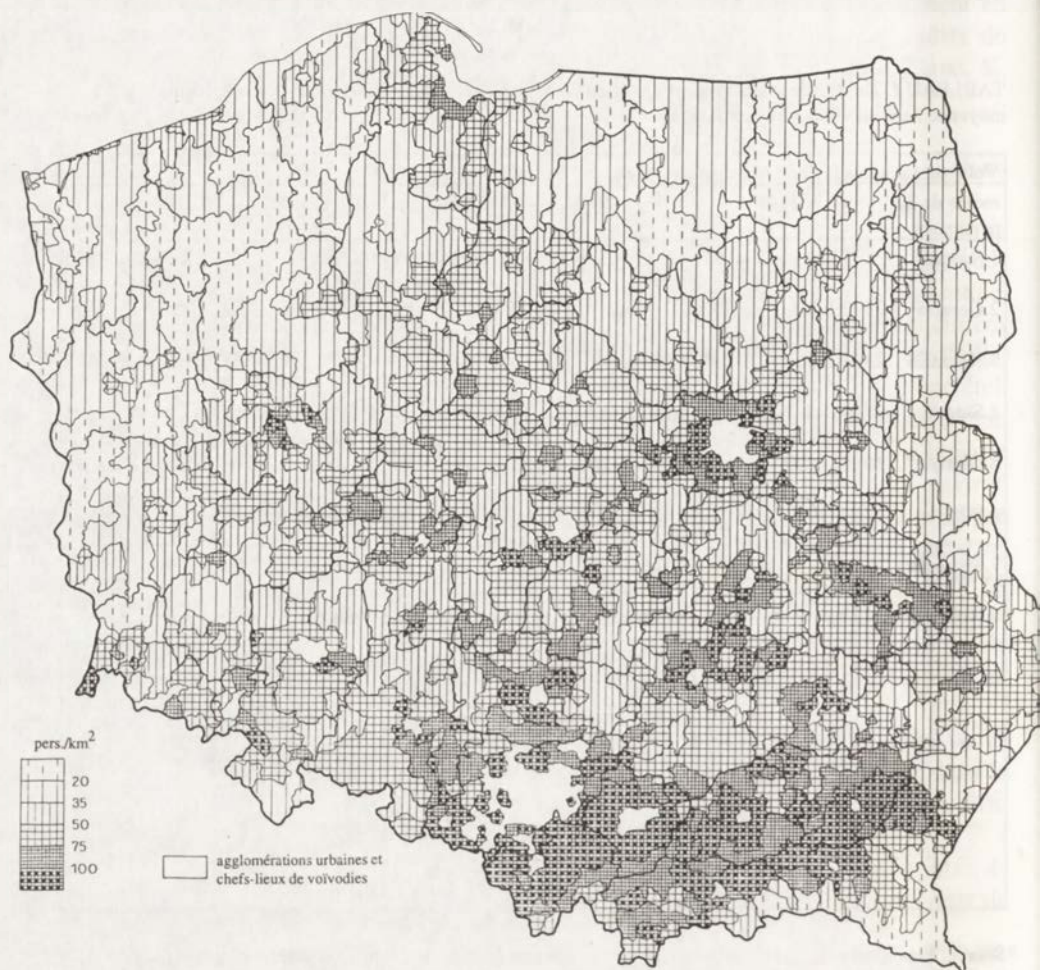 pers./km²
20
35
50
75
100
agglomérations urbaines et
chefs-lieux de voïvodies